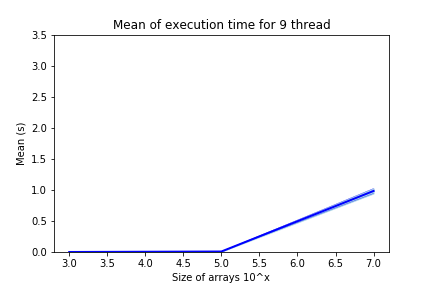 Mean of execution time for 9 thread
3.5
3.0
2.5
2.0
1.5
1.0
0.5
0.0
Mean (s)
3.0 3.5 4.0 4.5 5.0 5.5 6.0 6.5 7.0
Size of arrays 10^x